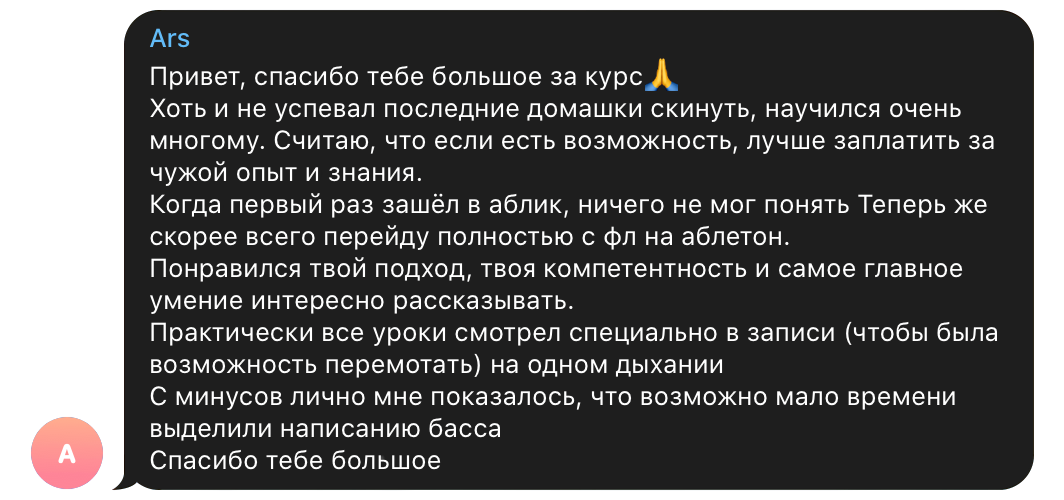 Ars
Привет, спасибо тебе большое за курс🙏
Хоть и не успевал последние домашки скинуть, научился очень
многому. Считаю, что если есть возможность, лучше заплатить за
чужой опыт и знания.
Когда первый раз зашёл в аблик, ничего не мог понять Теперь же
скорее всего перейду полностью с фл на аблетон.
Понравился твой подход, твоя компетентность и самое главное
умение интересно рассказывать.
Практически все уроки смотрел специально в записи (чтобы была
возможность перемотать) на одном дыхании
С минусов лично мне показалось, что возможно мало времени
выделили написанию басса
Спасибо тебе большое
A